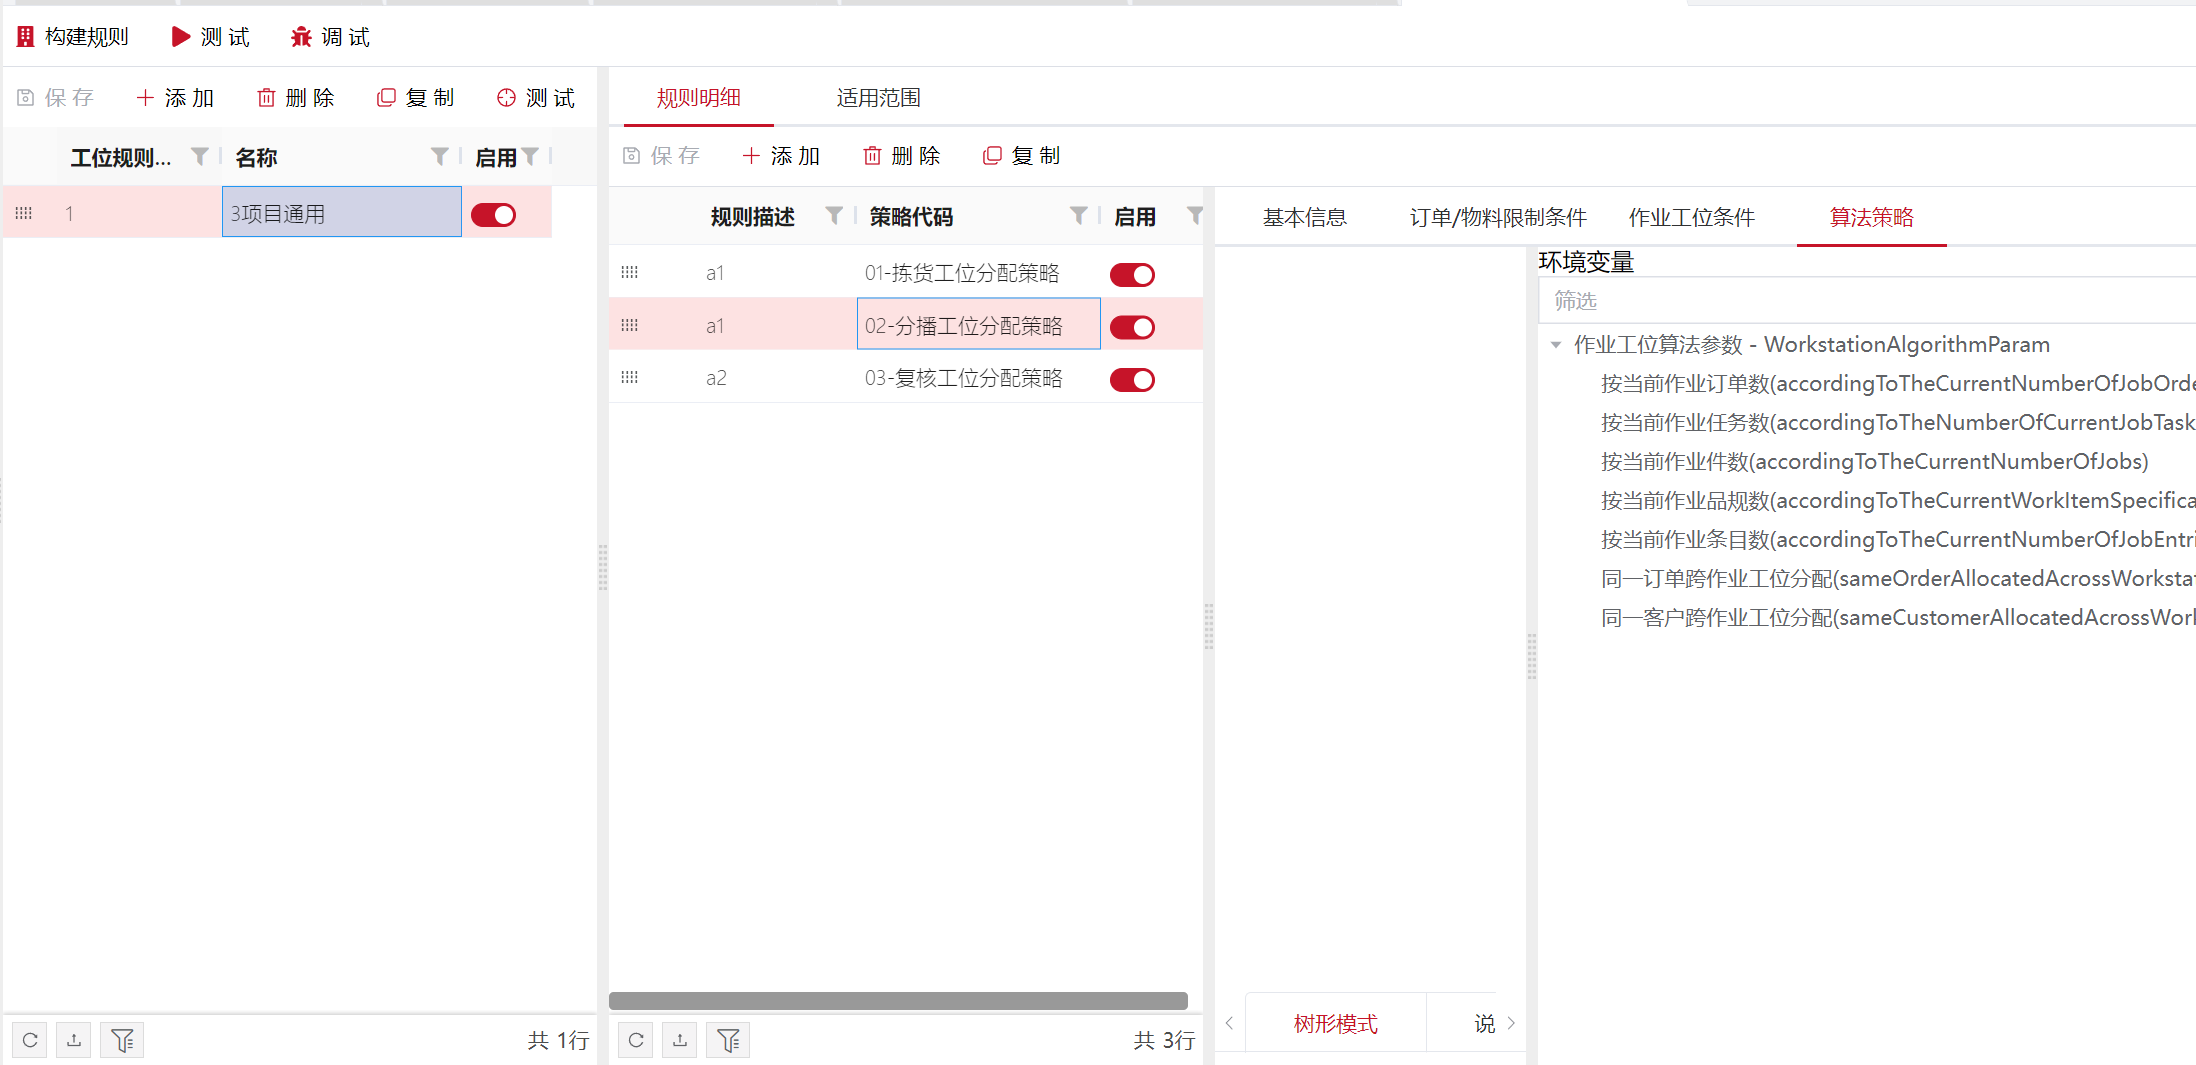 构建规则 测 试 调 试
保 存 添 加 删 除 复 制 测 试
工位规则... 名称 启用
1 3项目通用
共 1行
规则明细 适用范围
保 存 添 加 删 除 复 制
规则描述 策略代码 启用
a1 01-拣货工位分配策略
a1 02-分播工位分配策略
a2 03-复核工位分配策略
共 3行
基本信息 订单/物料限制条件 作业工位条件 算法策略
树形模式 说
环境变量
筛选
作业工位算法参数 - WorkstationAlgorithmParam
按当前作业订单数(accordingToTheCurrentNumberOfJobOrde
按当前作业任务数(accordingToTheNumberOfCurrentJobTask
按当前作业件数(accordingToTheCurrentNumberOfJobs)
按当前作业品规数(accordingToTheCurrentWorkItemSpecifica
按当前作业条目数(accordingToTheCurrentNumberOfJobEntri
同一订单跨作业工位分配(sameOrderAllocatedAcrossWorkstat
同一客户跨作业工位分配(sameCustomerAllocatedAcrossWorl